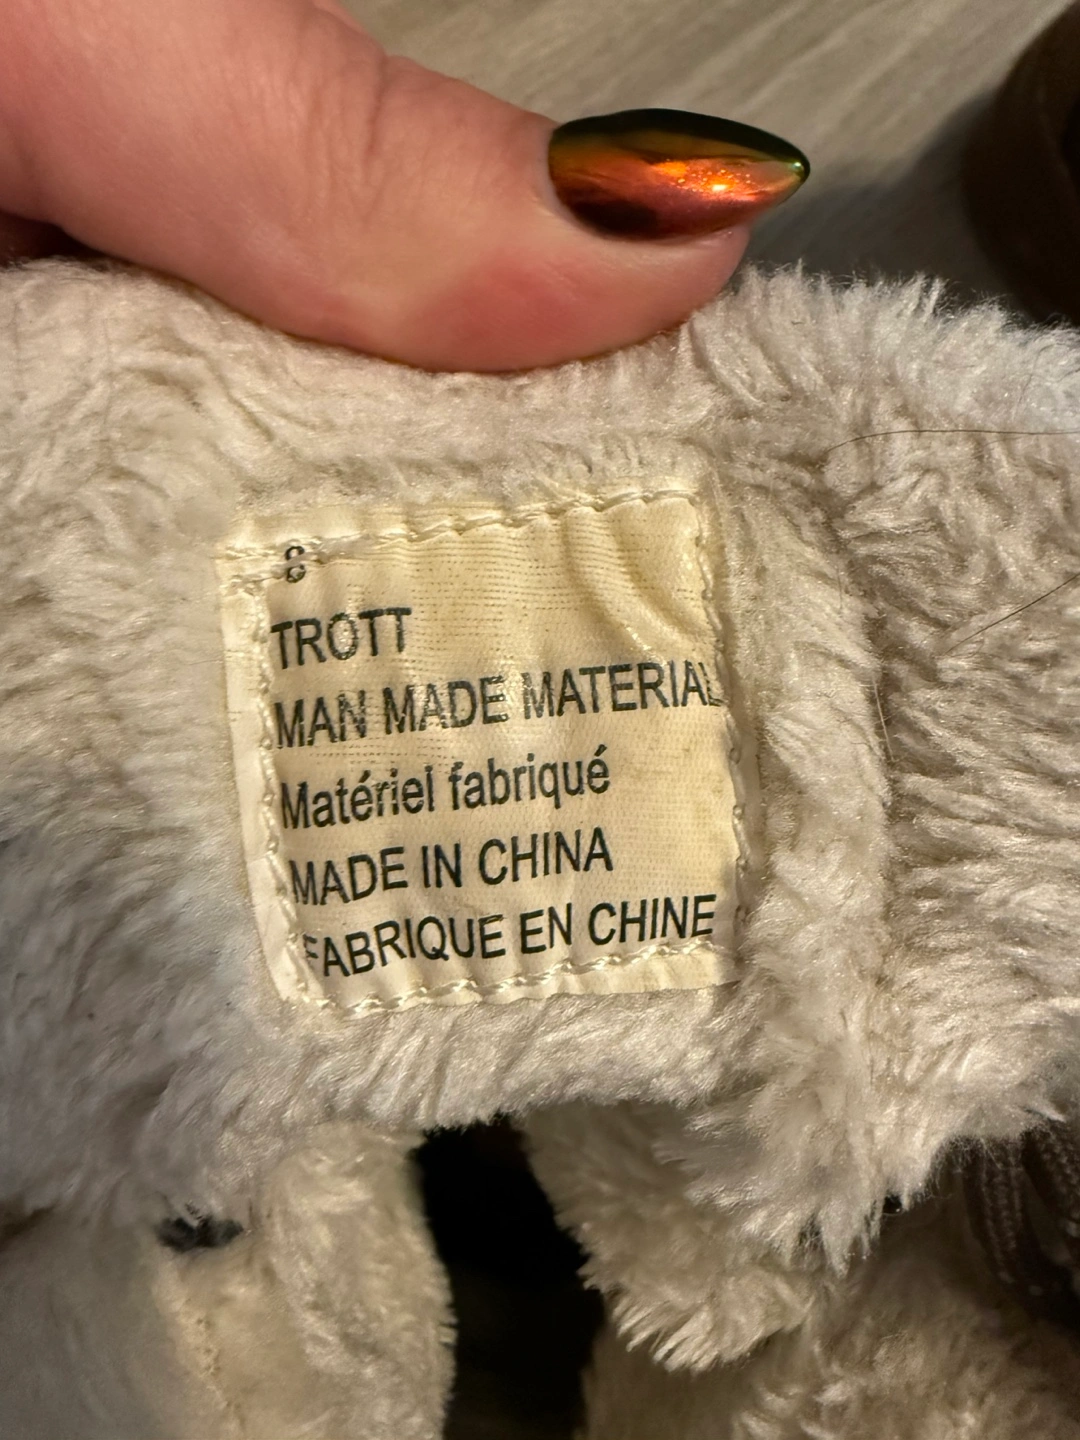 8
TROTT
MAN MADE MATERIAL
Matériel fabriqué
MADE IN CHINA
FABRIQUE EN CHINE